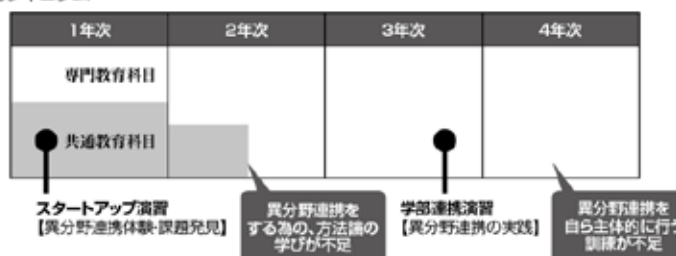 1年次
2年次
3年次
4年次
専門教育科目
共通教育科目
スタートアップ演習
【異分野連携体験・課題発見】
異分野連携を
する為の、方法論の
学びが不足
学部連携演習
【異分野連携の実践】
異分野連携を
自ら主体的に行う
訓練が不足